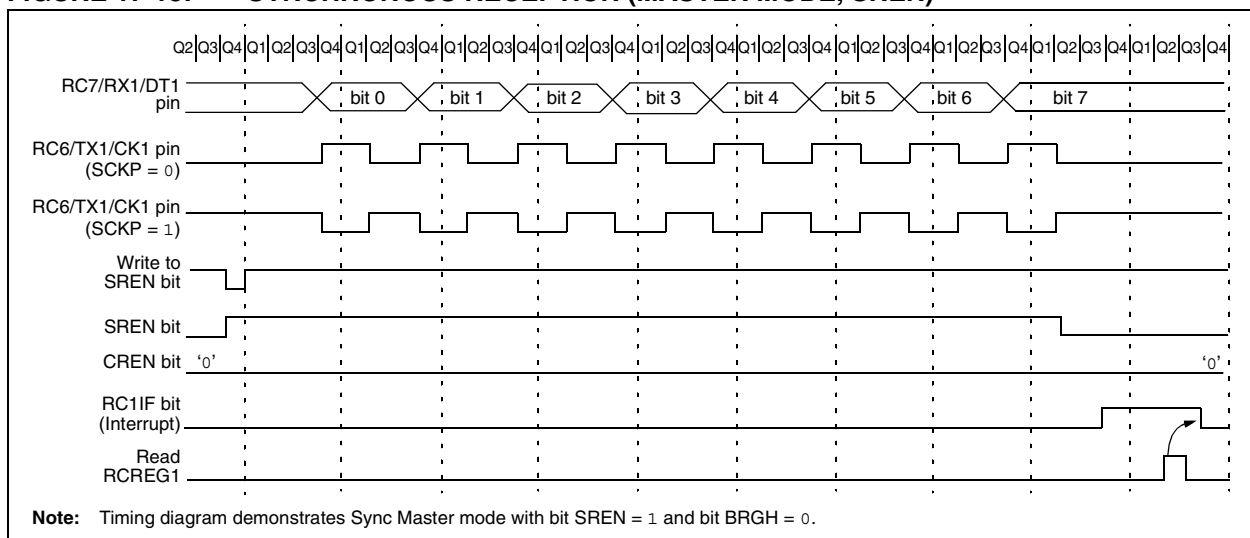 Q2 Q3 Q4 Q1 Q2 Q3 Q4 Q1 Q2 Q3 Q4 Q1 Q2 Q3 Q4 Q1 Q2 Q3 Q4 Q1 Q2 Q3 Q4 Q1 Q2 Q3 Q4 Q1 Q2 Q3 Q4 Q1 Q2 Q3 Q4 Q1 Q2 Q3 Q4 Q1 Q2 Q3 Q4
RC7/RX1/DT1
pin
bit 0 bit 1 bit 2 bit 3 bit 4 bit 5 bit 6 bit 7
RC6/TX1/CK1 pin
(SCKP = 0)
RC6/TX1/CK1 pin
(SCKP = 1)
Write to
SREN bit
SREN bit
CREN bit ‘0’ ‘0’
RC1IF bit
(Interrupt)
Read
RCREG1
Note: Timing diagram demonstrates Sync Master mode with bit SREN = 1 and bit BRGH = 0.